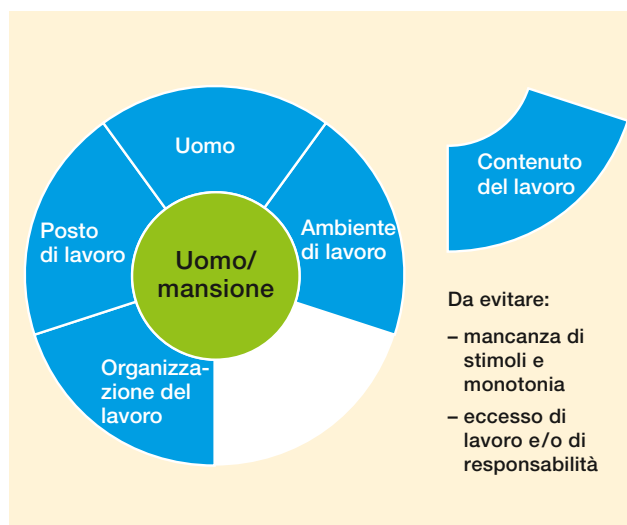 Uomo
Posto
di lavoro
Ambiente
di lavoro
Uomo/
mansione
Organizza-
zione del
lavoro
Contenuto
del lavoro
Da evitare:
– mancanza di
stimoli e
monotonia
– eccesso di
lavoro e/o di
responsabilità